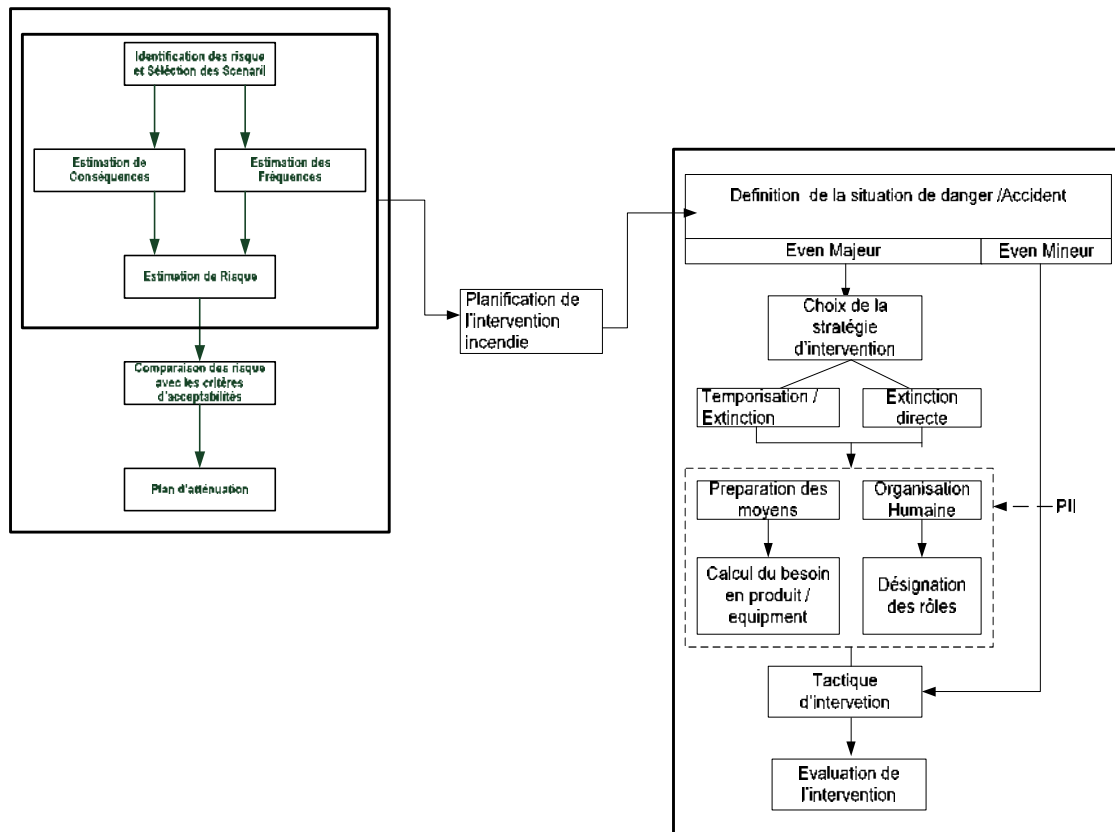 Identification des risque
et Séléction des Scenarii
Estimation de
Conséquences
Estimation des
Fréquences
Estimation de Risque
Comparaison des risque
avec les critères
d'acceptabilités
Plan d'atténuation
Planification de
l'intervention
incendie
Definition de la situation de danger /Accident
Even Majeur
Even Mineur
Choix de la
stratégie
d'intervention
Temporisation /
Extinction
Extinction
directe
Preparation des
moyens
Organisation
Humaine
PII
Calcul du besoin
en produit /
equipment
Désignation
des rôles
Tactique
d'intervetion
Evaluation de
l'intervention